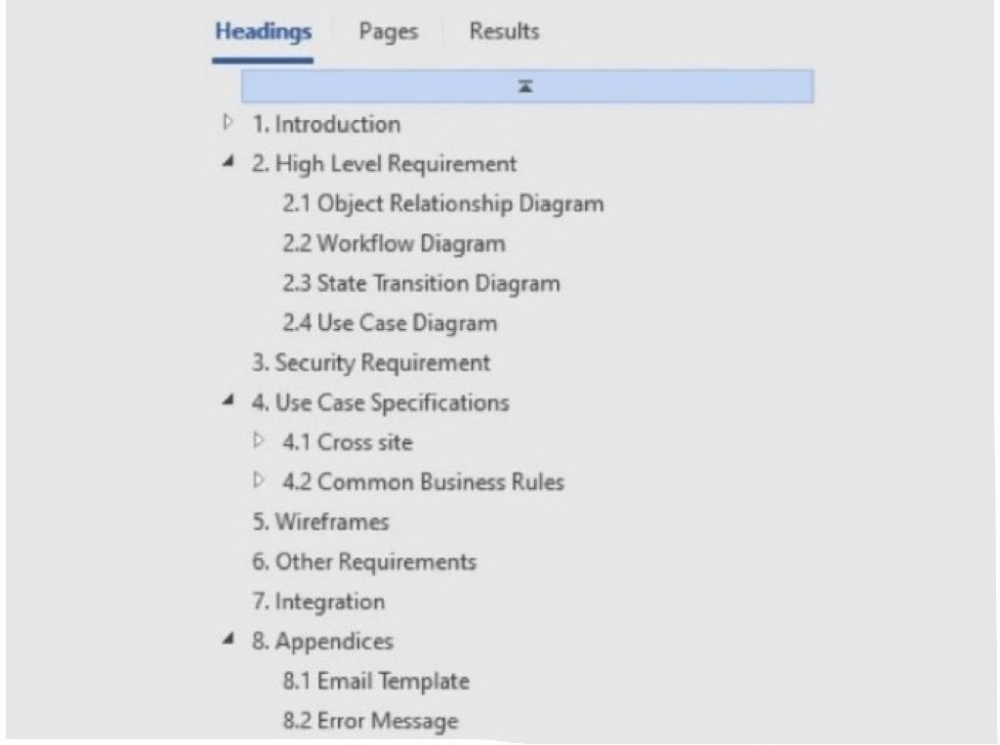 Headings Pages Results
1. Introduction
2. High Level Requirement
2.1 Object Relationship Diagram
2.2 Workflow Diagram
2.3 State Transition Diagram
2.4 Use Case Diagram
3. Security Requirement
4. Use Case Specifications
4.1 Cross site
4.2 Common Business Rules
5. Wireframes
6. Other Requirements
7. Integration
8. Appendices
8.1 Email Template
8.2 Error Message